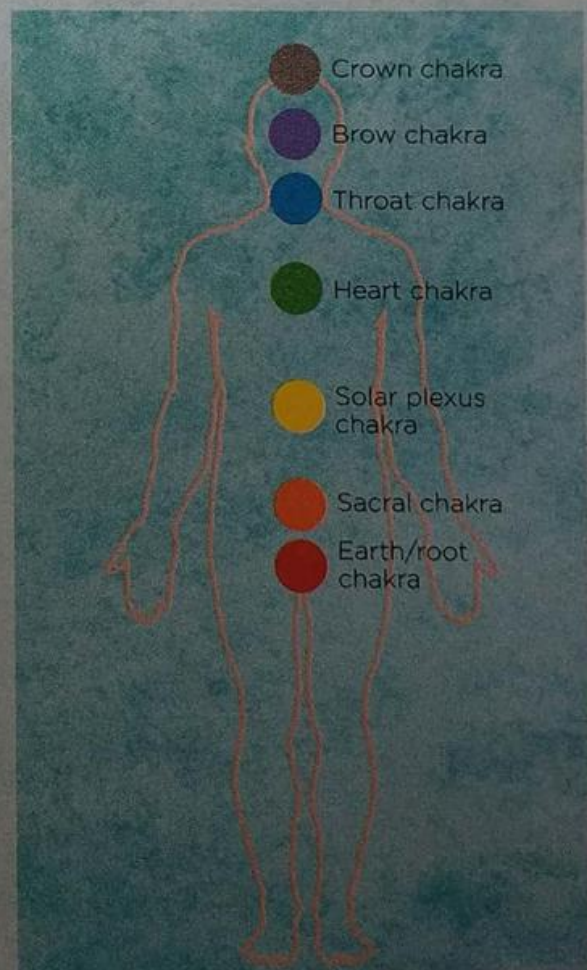 Crown chakra
Brow chakra
Throat chakra
Heart chakra
Solar plexus
chakra
Sacral chakra
Earth/root
chakra